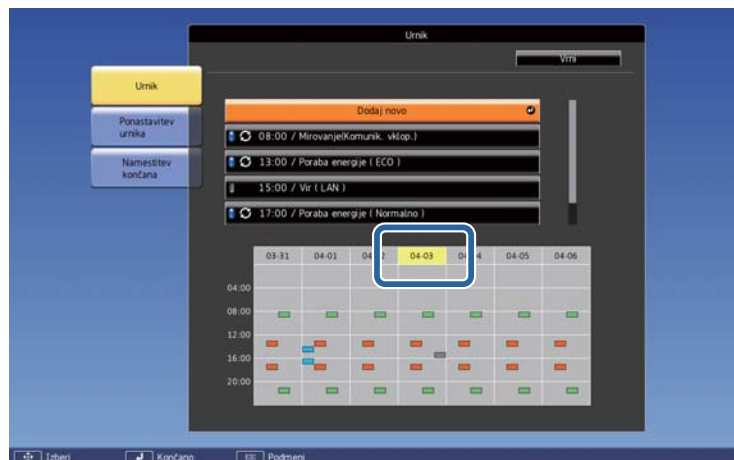 Urnik
Vrni
Urnik
Ponastavitev
urnika
Namestitev
končana
Dodaj novo
08:00 / Mirovanje(Komunik. vklop.)
13:00 / Poraba energije ( ECO )
15:00 / Vir ( LAN )
17:00 / Poraba energije ( Normalno )
03-31 04-01 04-03 04-05 04-06
04:00
08:00
12:00
16:00
20:00
Izberi Končano Podmeni